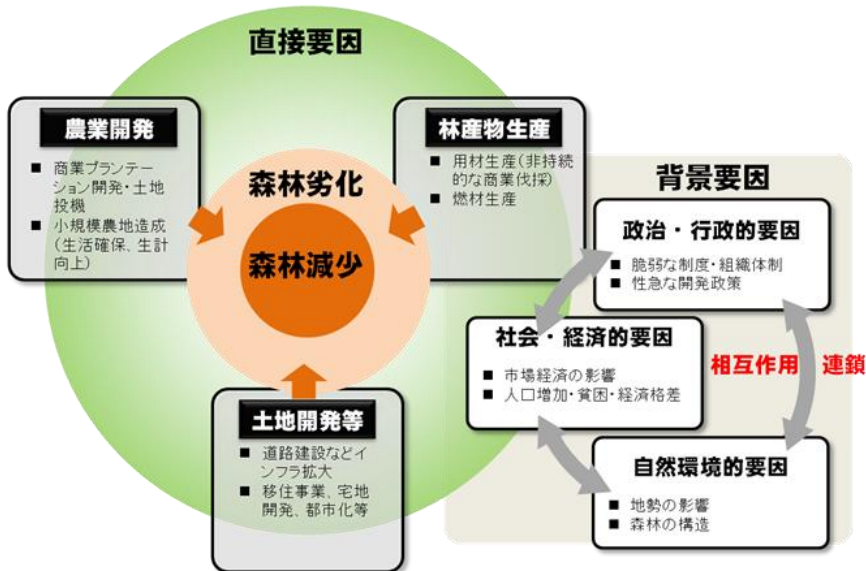 直接要因
農業開発
■ 商業プランテー
ション開発・土地
投機
■ 小規模農地造成
(生活確保、生計
向上)
林産物生産
■ 用材生産(非持続
的な商業伐採)
■ 燃材生産
森林劣化
森林減少
土地開発等
■ 道路建設などイ
ンフラ拡大
■ 移住事業、宅地
開発、都市化等
背景要因
政治・行政的要因
■ 脆弱な制度・組織体制
■ 性急な開発政策
社会・経済的要因
■ 市場経済の影響
■ 人口増加・貧困・経済格差
相互作用 連鎖
自然環境的要因
■ 地勢の影響
■ 森林の構造